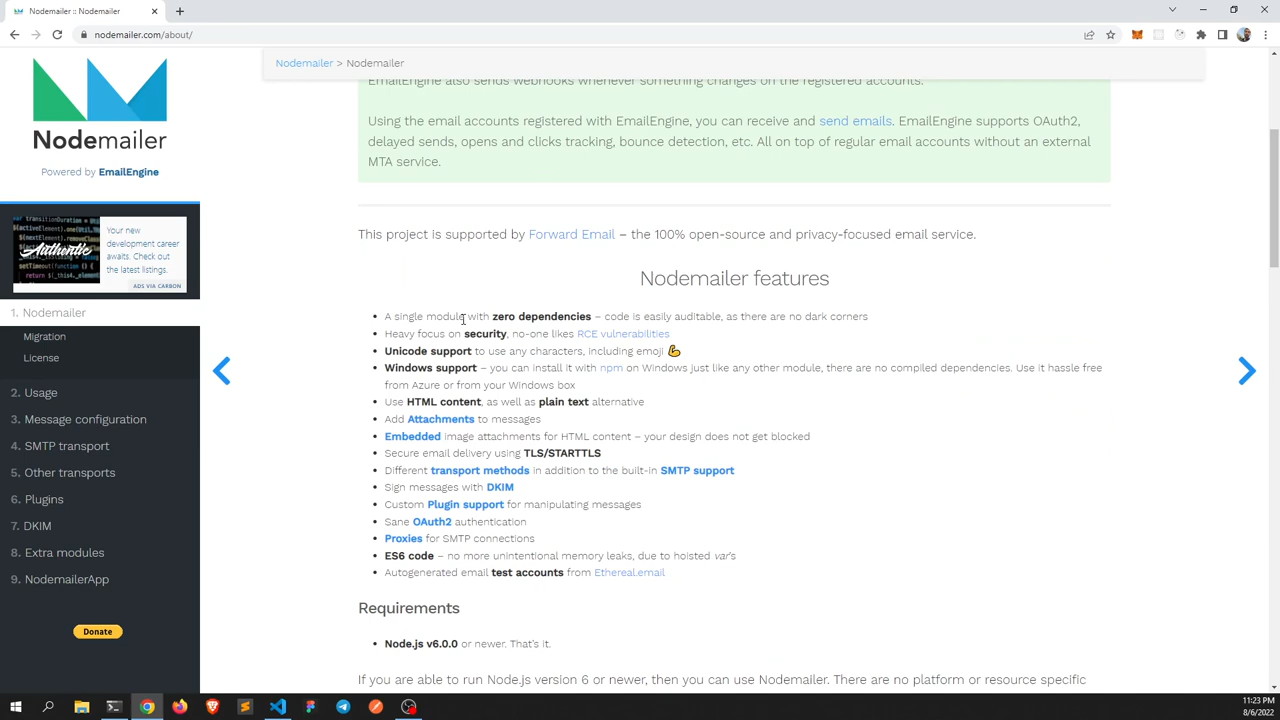 Nodemailer :: Nodemailer
nodemailer.com/about/
Nodemailer
Powered by EmailEngine
Authentic
Your new
development career
awaits. Check out
the latest listings.
ADS VIA CARBON
1. Nodemailer
Migration
License
2. Usage
3. Message configuration
4. SMTP transport
5. Other transports
6. Plugins
7. DKIM
8. Extra modules
9. NodemailerApp
Donate
Nodemailer > Nodemailer
EmailEngine also sends webhooks whenever something changes on the registered accounts.
Using the email accounts registered with EmailEngine, you can receive and send emails. EmailEngine supports OAuth2,
delayed sends, opens and clicks tracking, bounce detection, etc. All on top of regular email accounts without an external
MTA service.
This project is supported by Forward Email – the 100% open-source and privacy-focused email service.
Nodemailer features
• A single module with zero dependencies – code is easily auditable, as there are no dark corners
• Heavy focus on security, no-one likes RCE vulnerabilities
• Unicode support to use any characters, including emoji 💪
• Windows support – you can install it with npm on Windows just like any other module, there are no compiled dependencies. Use it hassle free
from Azure or from your Windows box
• Use HTML content, as well as plain text alternative
• Add Attachments to messages
• Embedded image attachments for HTML content – your design does not get blocked
• Secure email delivery using TLS/STARTTLS
• Different transport methods in addition to the built-in SMTP support
• Sign messages with DKIM
• Custom Plugin support for manipulating messages
• Sane OAuth2 authentication
• Proxies for SMTP connections
• ES6 code – no more unintentional memory leaks, due to hoisted var's
• Autogenerated email test accounts from Ethereal.email
Requirements
• Node.js v6.0.0 or newer. That's it.
If you are able to run Node.js version 6 or newer, then you can use Nodemailer. There are no platform or resource specific
11:23 PM
8/6/2022